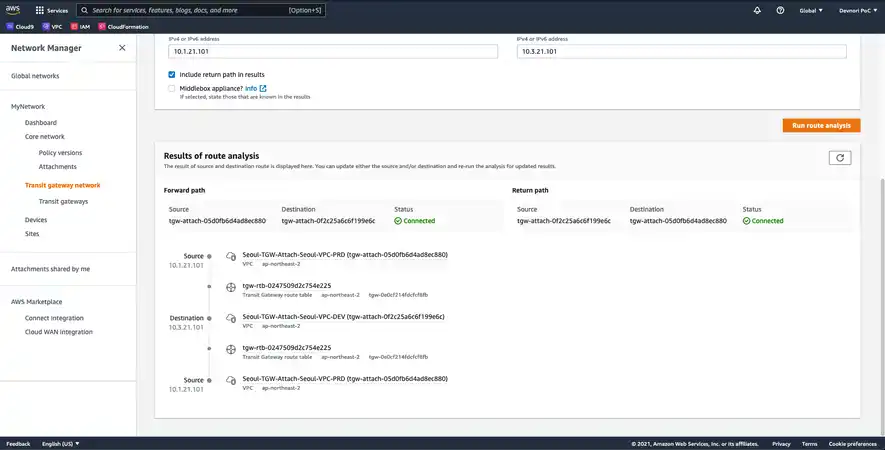 aws
Services
Search for services, features, blogs, docs, and more
[Option+S]
Global
Devnori PoC
Cloud9
VPC
IAM
CloudFormation
Network Manager
Global networks
MyNetwork
Dashboard
Core network
Policy versions
Attachments
Transit gateway network
Transit gateways
Devices
Sites
Attachments shared by me
AWS Marketplace
Connect integration
Cloud WAN integration
IPv4 or IPv6 address
IPv4 or IPv6 address
10.1.21.101
10.3.21.101
Include return path in results
Middlebox appliance? Info
If selected, state those that are known in the results
Run route analysis
Results of route analysis
The result of source and destination route is displayed here. You can update either the source and/or destination and re-run the analysis for updated results.
Forward path
Source Destination Status
tgw-attach-05d0fb6d4ad8ec880 tgw-attach-0f2c25a6c6f199e6c Connected
Return path
Source Destination Status
tgw-attach-0f2c25a6c6f199e6c tgw-attach-05d0fb6d4ad8ec880 Connected
Source
10.1.21.101
Seoul-TGW-Attach-Seoul-VPC-PRD (tgw-attach-05d0fb6d4ad8ec880)
VPC ap-northeast-2
tgw-rtb-0247509d2c754e225
Transit Gateway route table ap-northeast-2 tgw-0e0cf214fdcfcf8fb
Destination
10.3.21.101
Seoul-TGW-Attach-Seoul-VPC-DEV (tgw-attach-0f2c25a6c6f199e6c)
VPC ap-northeast-2
tgw-rtb-0247509d2c754e225
Transit Gateway route table ap-northeast-2 tgw-0e0cf214fdcfcf8fb
Source
10.1.21.101
Seoul-TGW-Attach-Seoul-VPC-PRD (tgw-attach-05d0fb6d4ad8ec880)
VPC ap-northeast-2
Feedback
English (US)
© 2021, Amazon Web Services, Inc. or its affiliates.
Privacy
Terms
Cookie preferences